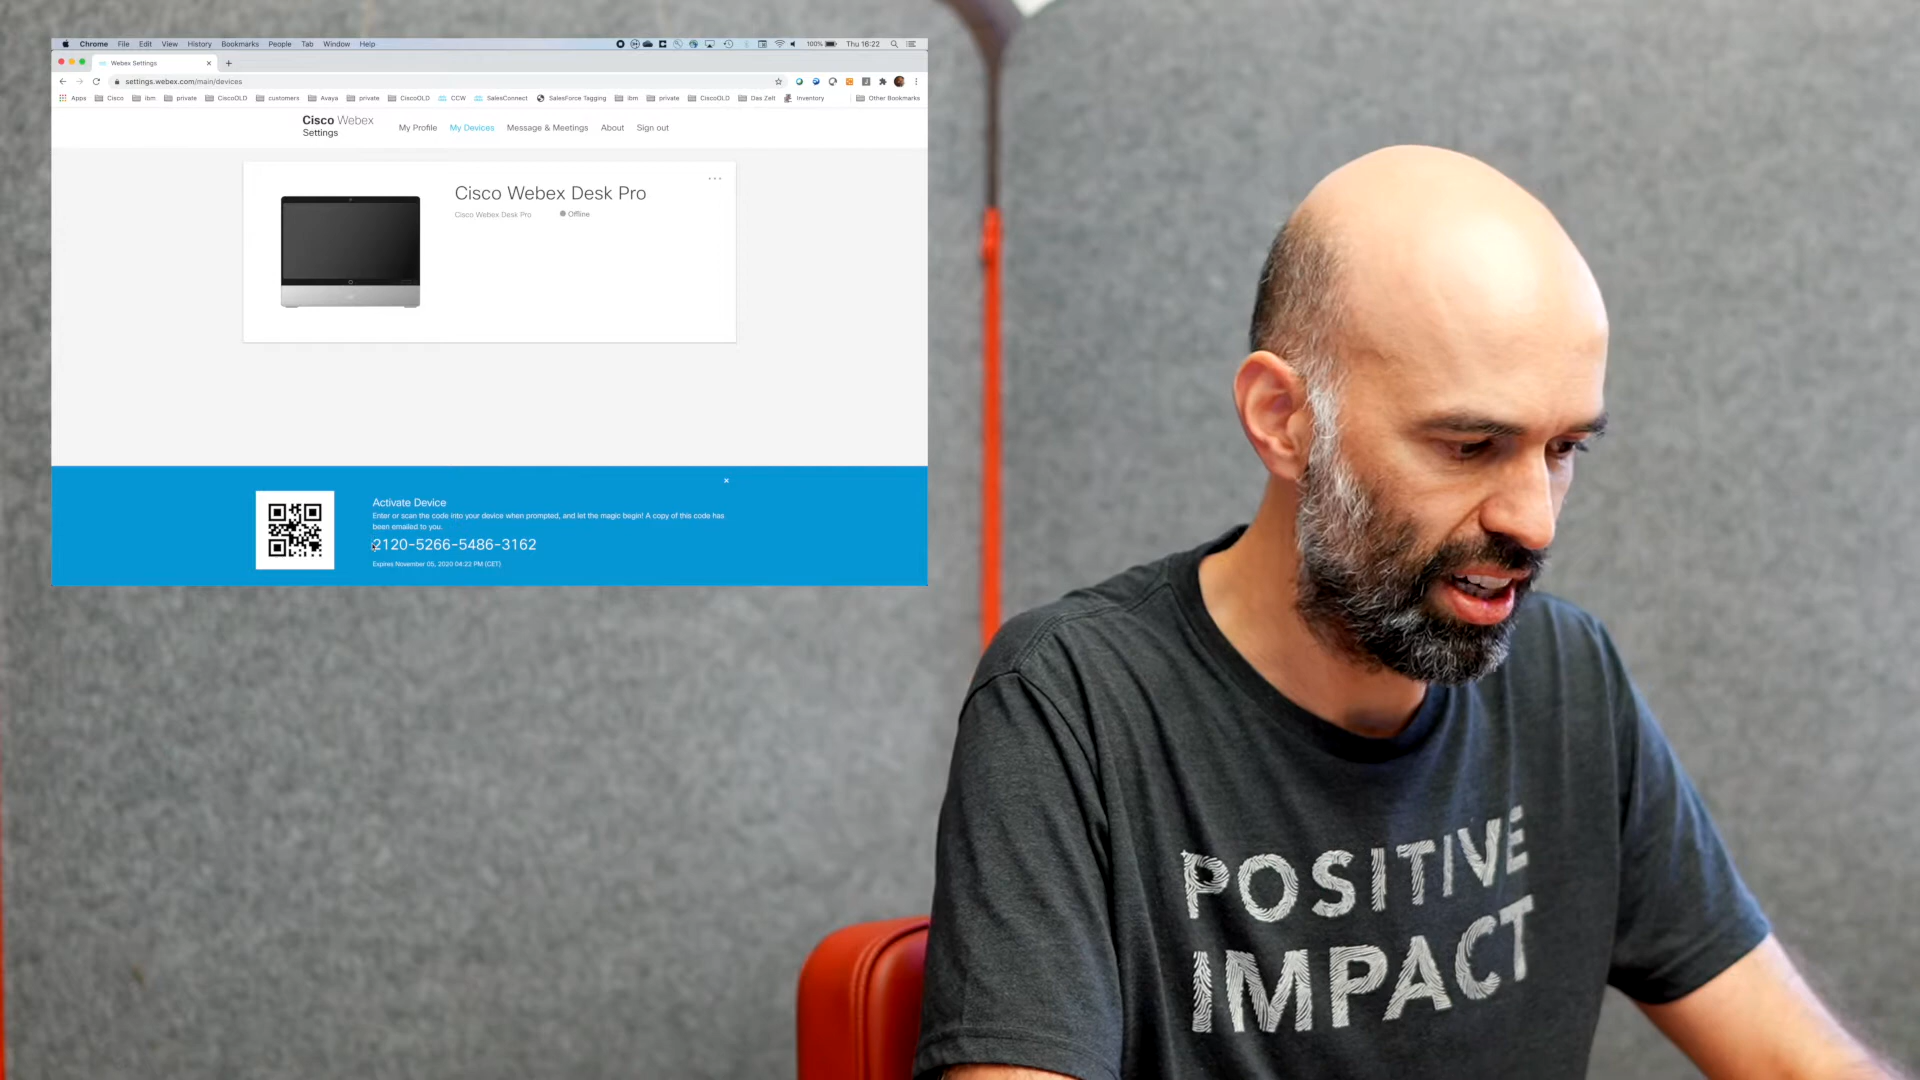 Chrome File Edit View History Bookmarks People Tab Window Help 100% Thu 16:22
Webex Settings
settings.webex.com/main/devices
Apps Cisco ibm private CiscoOLD customers Avaya private CiscoOLD CCW SalesConnect SalesForce Tagging ibm private CiscoOLD Das Zelt Inventory Other Bookmarks
Cisco Webex
Settings
My Profile My Devices Message & Meetings About Sign out
Cisco Webex Desk Pro
Cisco Webex Desk Pro Offline
Activate Device
Enter or scan the code into your device when prompted, and let the magic begin! A copy of this code has
been emailed to you.
2120-5266-5486-3162
Expires November 05, 2020 04:22 PM (CET)
POSITIVE
IMPACT